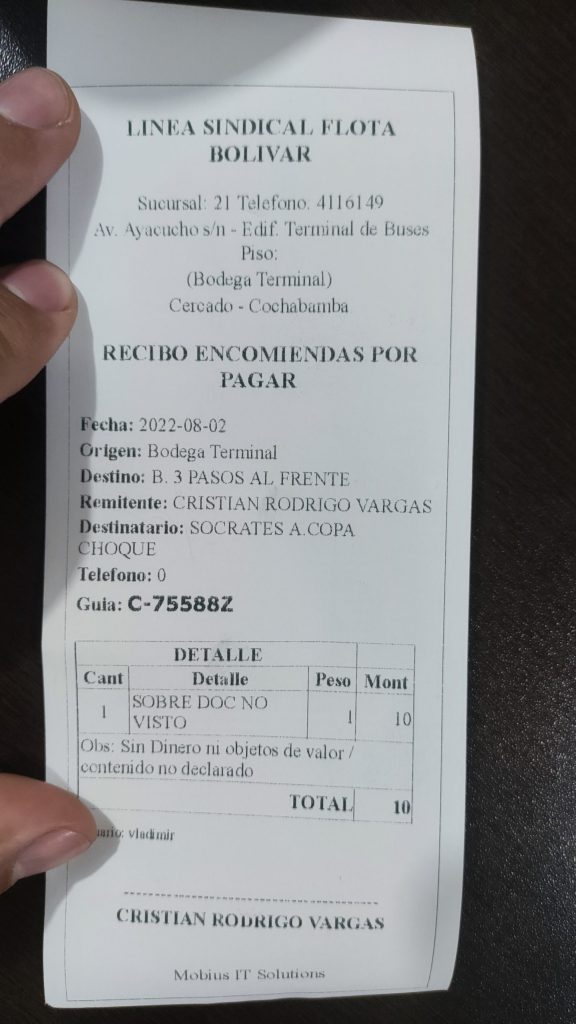 LINEA SINDICAL FLOTA
BOLIVAR
Sucursal: 21 Telefono: 4116149
Av. Ayacucho s/n - Edif. Terminal de Buses
Piso:
(Bodega Terminal)
Cercado - Cochabamba
RECIBO ENCOMIENDAS POR
PAGAR
Fecha: 2022-08-02
Origen: Bodega Terminal
Destino: B. 3 PASOS AL FRENTE
Remitente: CRISTIAN RODRIGO VARGAS
Destinatario: SOCRATES A.COPA
CHOQUE
Telefono: 0
Guia: C-75588Z
DETALLE
Cant Detalle Peso Mont
1 SOBRE DOC NO VISTO 1 10
Obs: Sin Dinero ni objetos de valor /
contenido no declarado
TOTAL 10
vladimir
CRISTIAN RODRIGO VARGAS
Mobius IT Solutions